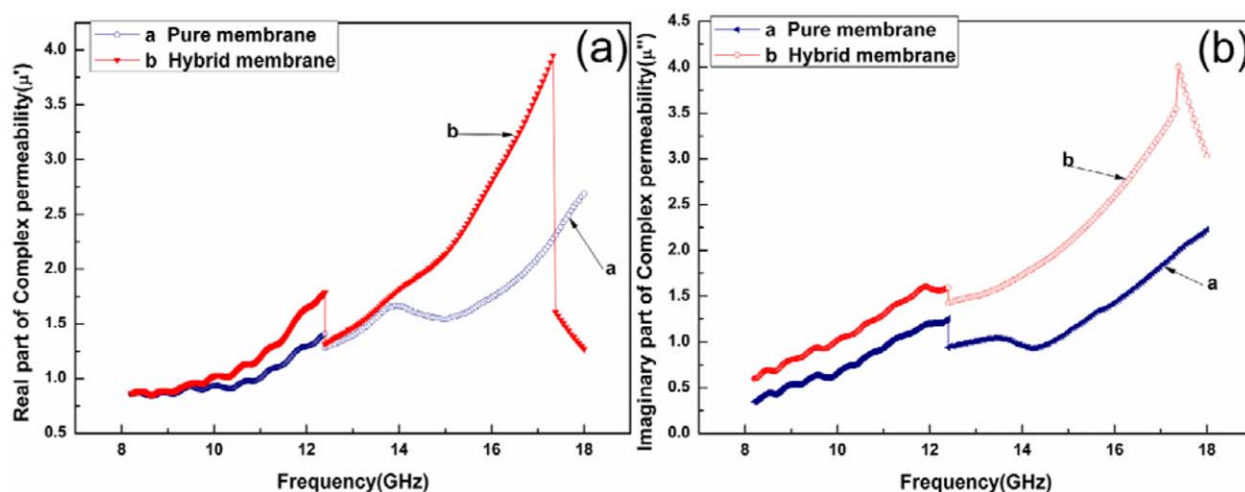 a Pure membrane
b Hybrid membrane
(a)
Real part of Complex permeability(μ')
4.0
3.5
3.0
2.5
2.0
1.5
1.0
0.5
b
a
8 10 12 14 16 18
Frequency(GHz)
a Pure membrane
b Hybrid membrane
(b)
Imaginary part of Complex permeability(μ'')
4.5
4.0
3.5
3.0
2.5
2.0
1.5
1.0
0.5
0.0
b
a
8 10 12 14 16 18
Frequency(GHz)